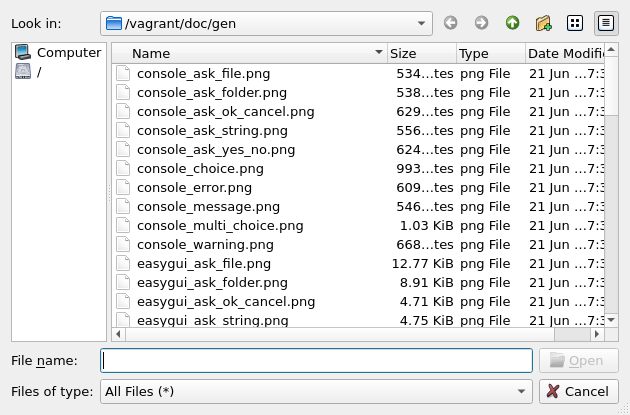 Look in: /vagrant/doc/gen
Computer
/
Name Size Type Date Modifie
console_ask_file.png 534...tes png File 21 Jun ...7:3
console_ask_folder.png 538...tes png File 21 Jun ...7:3
console_ask_ok_cancel.png 629...tes png File 21 Jun ...7:3
console_ask_string.png 556...tes png File 21 Jun ...7:3
console_ask_yes_no.png 624...tes png File 21 Jun ...7:3
console_choice.png 993...tes png File 21 Jun ...7:3
console_error.png 609...tes png File 21 Jun ...7:3
console_message.png 546...tes png File 21 Jun ...7:3
console_multi_choice.png 1.03 KiB png File 21 Jun ...7:3
console_warning.png 668...tes png File 21 Jun ...7:3
easygui_ask_file.png 12.77 KiB png File 21 Jun ...7:3
easygui_ask_folder.png 8.91 KiB png File 21 Jun ...7:3
easygui_ask_ok_cancel.png 4.71 KiB png File 21 Jun ...7:3
easygui_ask_string.png 4.75 KiB png File 21 Jun ...7:3
File name: Open
Files of type: All Files (*) Cancel